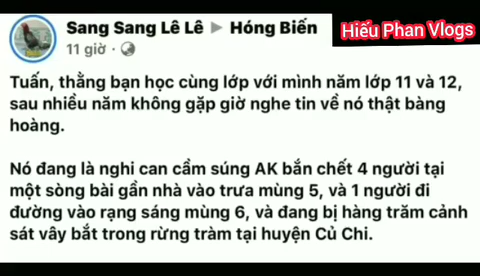 Sang Sang Lê Lê ▶ Hóng Biến
Hiếu Phan Vlogs
11 giờ ·
Tuấn, thằng bạn học cùng lớp với mình năm lớp 11 và 12,
sau nhiều năm không gặp giờ nghe tin về nó thật bàng
hoàng.
Nó đang là nghi can cầm súng AK bắn chết 4 người tại
một sòng bài gần nhà vào trưa mùng 5, và 1 người đi
đường vào rạng sáng mùng 6, và đang bị hàng trăm cảnh
sát vây bắt trong rừng tràm tại huyện Củ Chi.